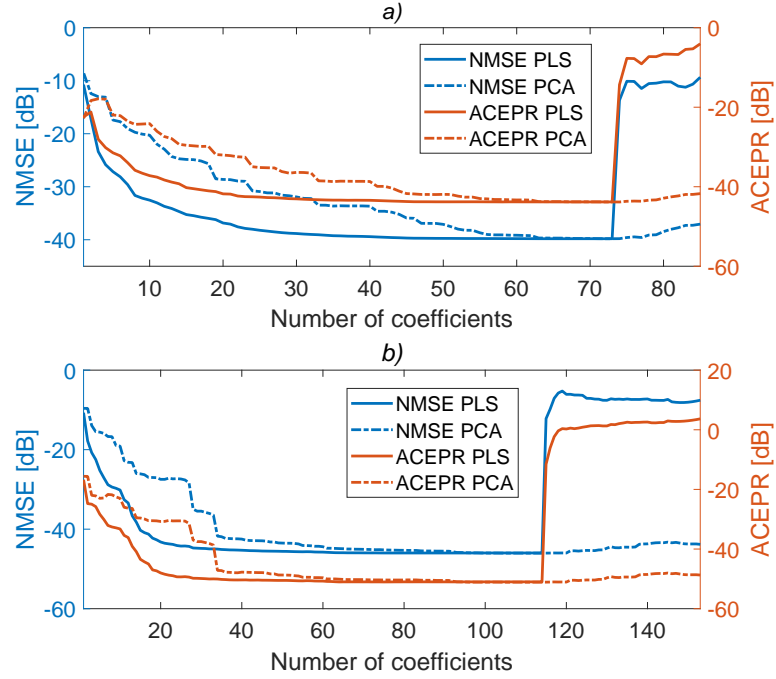 a)
0
-10
-20
-30
-40
NMSE [dB]
0
-20
-40
-60
ACEPR [dB]
NMSE PLS
NMSE PCA
ACEPR PLS
ACEPR PCA
10 20 30 40 50 60 70 80
Number of coefficients
b)
0
-20
-40
-60
NMSE [dB]
20
0
-20
-40
-60
ACEPR [dB]
NMSE PLS
NMSE PCA
ACEPR PLS
ACEPR PCA
20 40 60 80 100 120 140
Number of coefficients